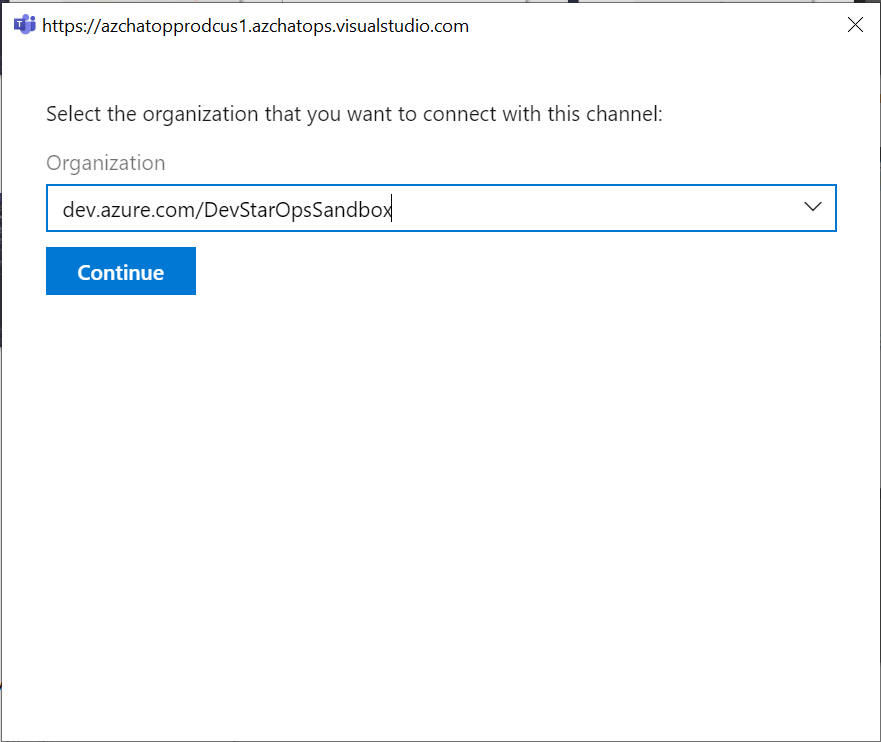 https://azchatopprodcus1.azchatops.visualstudio.com
Select the organization that you want to connect with this channel:
Organization
dev.azure.com/DevStarOpsSandbox
Continue